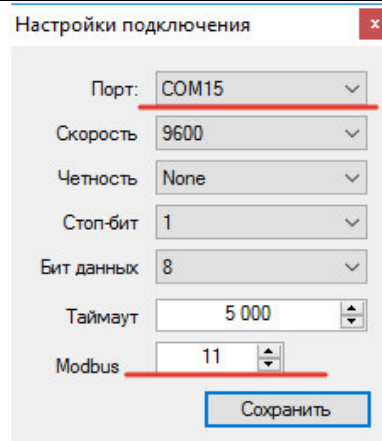 Настройки подключения x
Порт: COM15
Скорость 9600
Четность None
Стоп-бит 1
Бит данных 8
Таймаут 5 000
Modbus 11
Сохранить